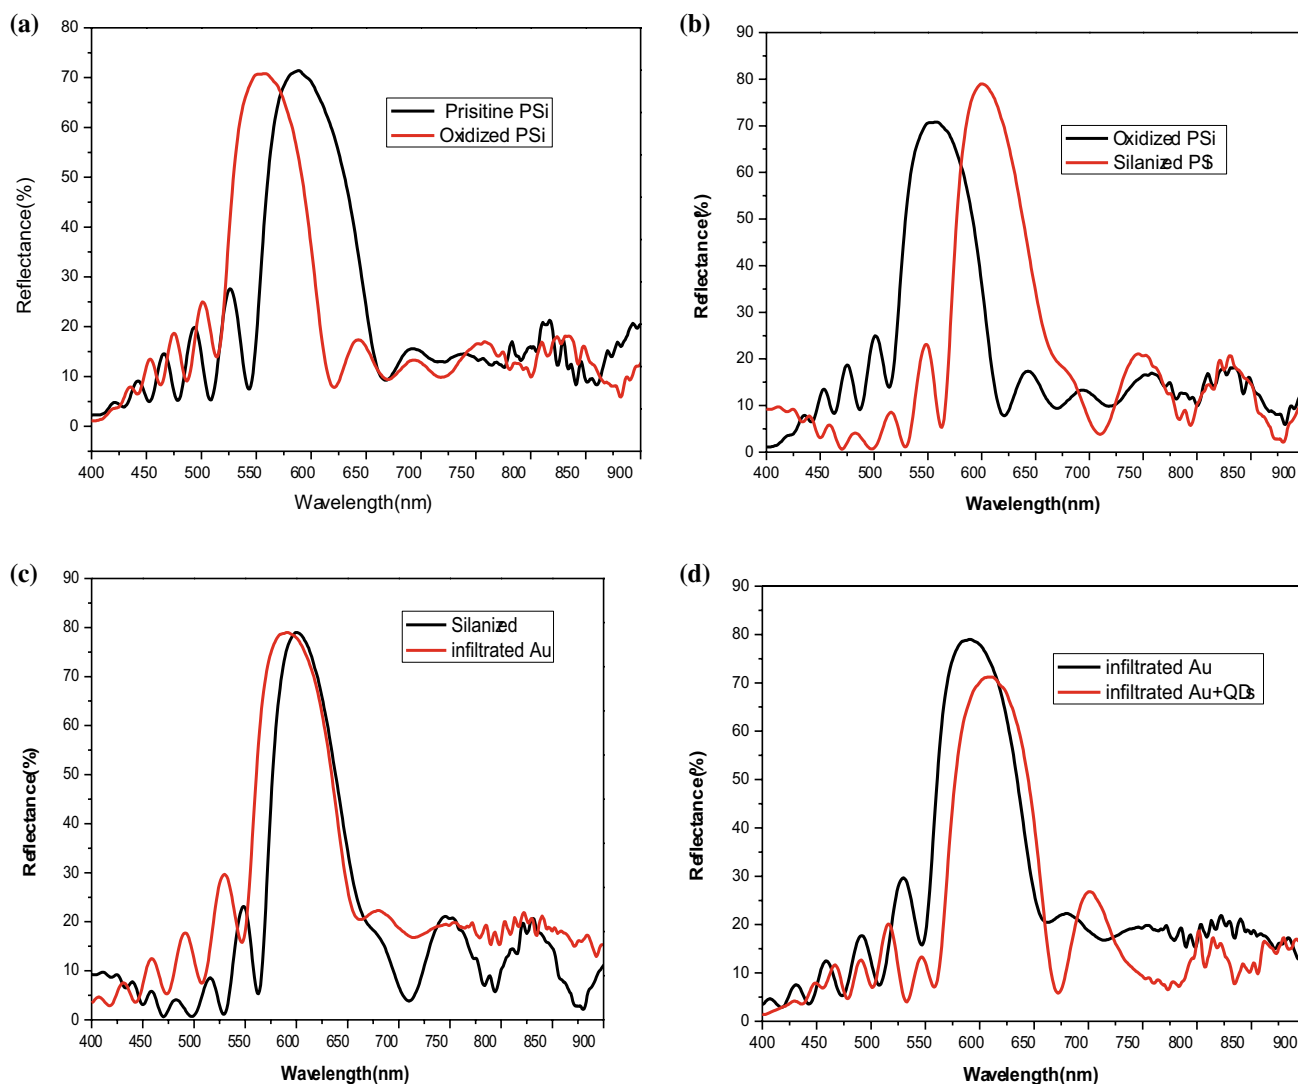 (a)
80
70
60
50
40
30
20
10
0
Reflectance(%)
Prisitine PSi
Oxidized PSi
400 450 500 550 600 650 700 750 800 850 900
Wavelength(nm)
(b)
90
80
70
60
50
40
30
20
10
0
Reflectance(%)
Oxidized PSi
Silanized PSi
400 450 500 550 600 650 700 750 800 850 900
Wavelength(nm)
(c)
90
80
70
60
50
40
30
20
10
0
Reflectance(%)
Silanized
infiltrated Au
400 450 500 550 600 650 700 750 800 850 900
Wavelength(nm)
(d)
90
80
70
60
50
40
30
20
10
0
Reflectance(%)
infiltrated Au
infiltrated Au+QDs
400 450 500 550 600 650 700 750 800 850 900
Wavelength(nm)